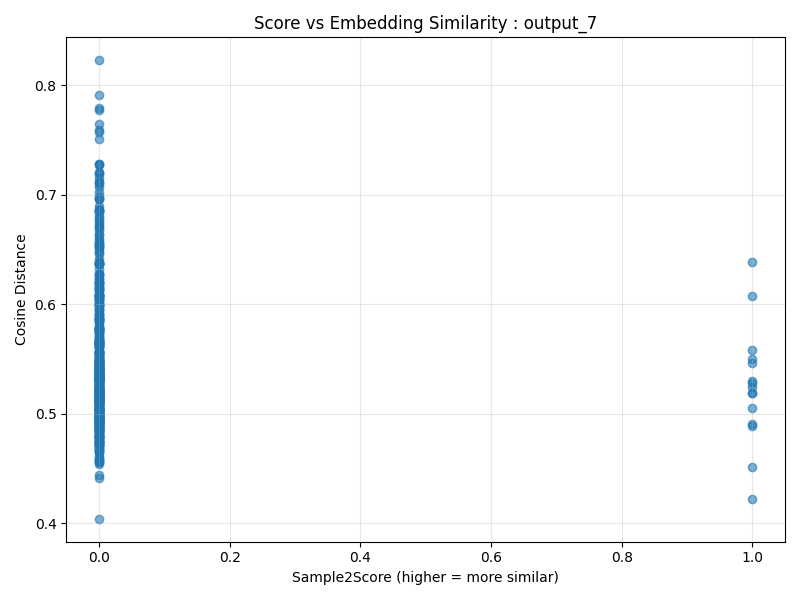 Score vs Embedding Similarity : output_7
Cosine Distance
0.8
0.7
0.6
0.5
0.4
0.0 0.2 0.4 0.6 0.8 1.0
Sample2Score (higher = more similar)